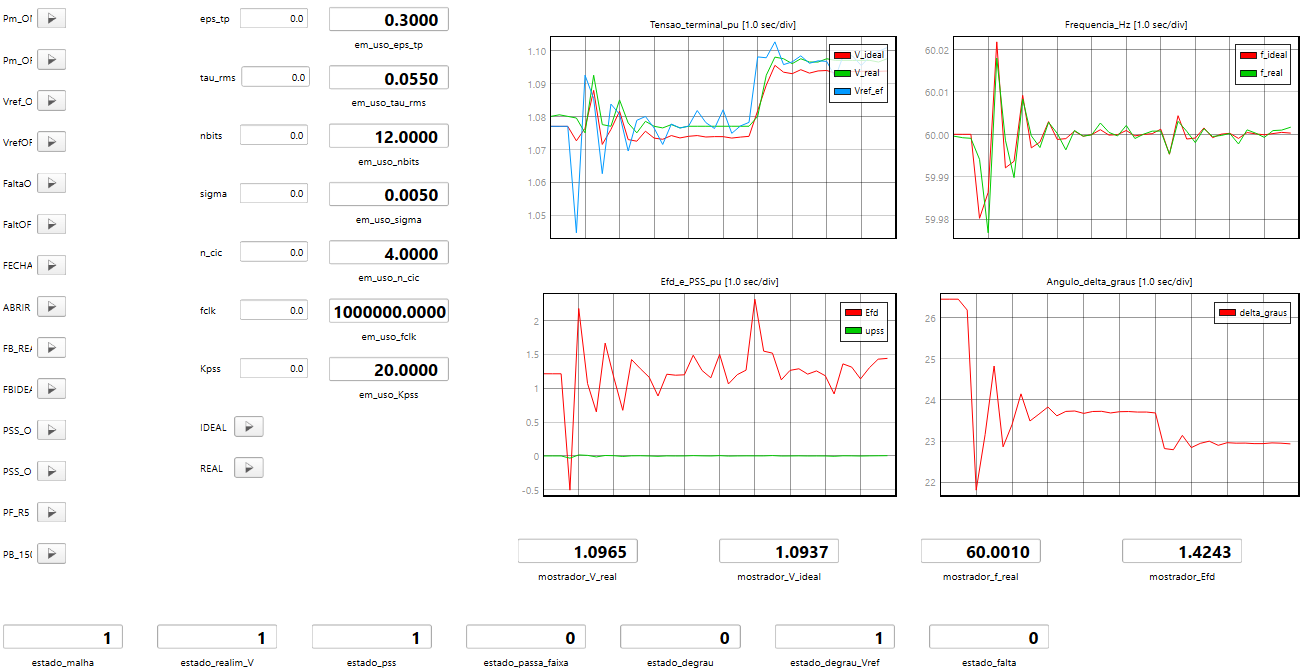 Pm_O
Pm_OF
Vref_O
VrefOF
FaltaO
FaltOF
FECHA
ABRIR
FB_REA
FBIDEA
PSS_O
PSS_O
PF_R5
PB_150
eps_tp 0.0 0.3000
em_uso_eps_tp
tau_rms 0.0 0.0550
em_uso_tau_rms
nbits 0.0 12.0000
em_uso_nbits
sigma 0.0 0.0050
em_uso_sigma
n_cic 0.0 4.0000
em_uso_n_cic
fclk 0.0 1000000.0000
em_uso_fclk
Kpss 0.0 20.0000
em_uso_Kpss
IDEAL
REAL
Tensao_terminal_pu [1.0 sec/div]
V_ideal
V_real
Vref_ef
1.10
1.09
1.08
1.07
1.06
1.05
Frequencia_Hz [1.0 sec/div]
f_ideal
f_real
60.02
60.01
60.00
59.99
59.98
Efd_e_PSS_pu [1.0 sec/div]
Efd
upss
2
1.5
1
0.5
0
-0.5
Angulo_delta_graus [1.0 sec/div]
delta_graus
26
25
24
23
22
1.0965
mostrador_V_real
1.0937
mostrador_V_ideal
60.0010
mostrador_f_real
1.4243
mostrador_Efd
1
estado_malha
1
estado_realim_V
1
estado_pss
0
estado_passa_faixa
0
estado_degrau
1
estado_degrau_Vref
0
estado_falta